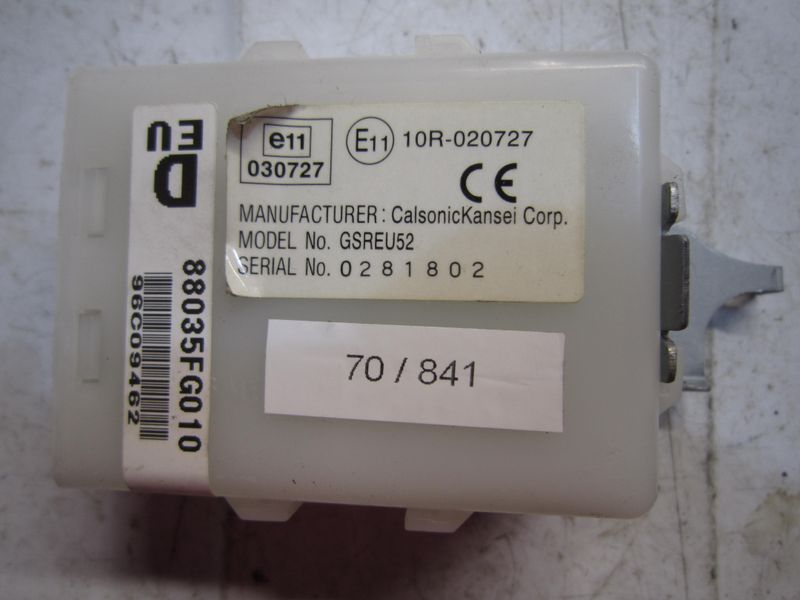 D
EU
88035FG010
96C09462
e11
030727
E11 10R-020727
CE
MANUFACTURER: CalsonicKansei Corp.
MODEL No. GSREU52
SERIAL No. 0281802
70 / 841